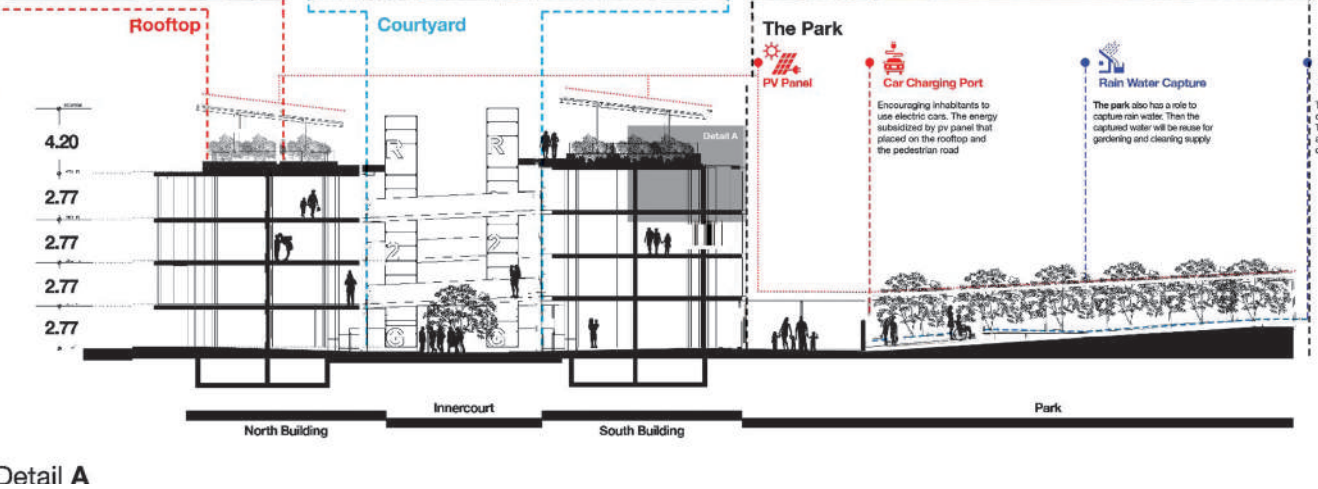 Rooftop
Courtyard
The Park
PV Panel
Car Charging Port
Encouraging inhabitants to
use electric cars. The energy
subsidized by pv panel that
placed on the rooftop and
the pedestrian road
Rain Water Capture
The park also has a role to
capture rain water. Then the
captured water will be reuse for
gardening and cleaning supply
Detail A
4.20
2.77
2.77
2.77
2.77
R
R
2
2
G
G
Innercourt
Park
North Building
South Building
Detail A